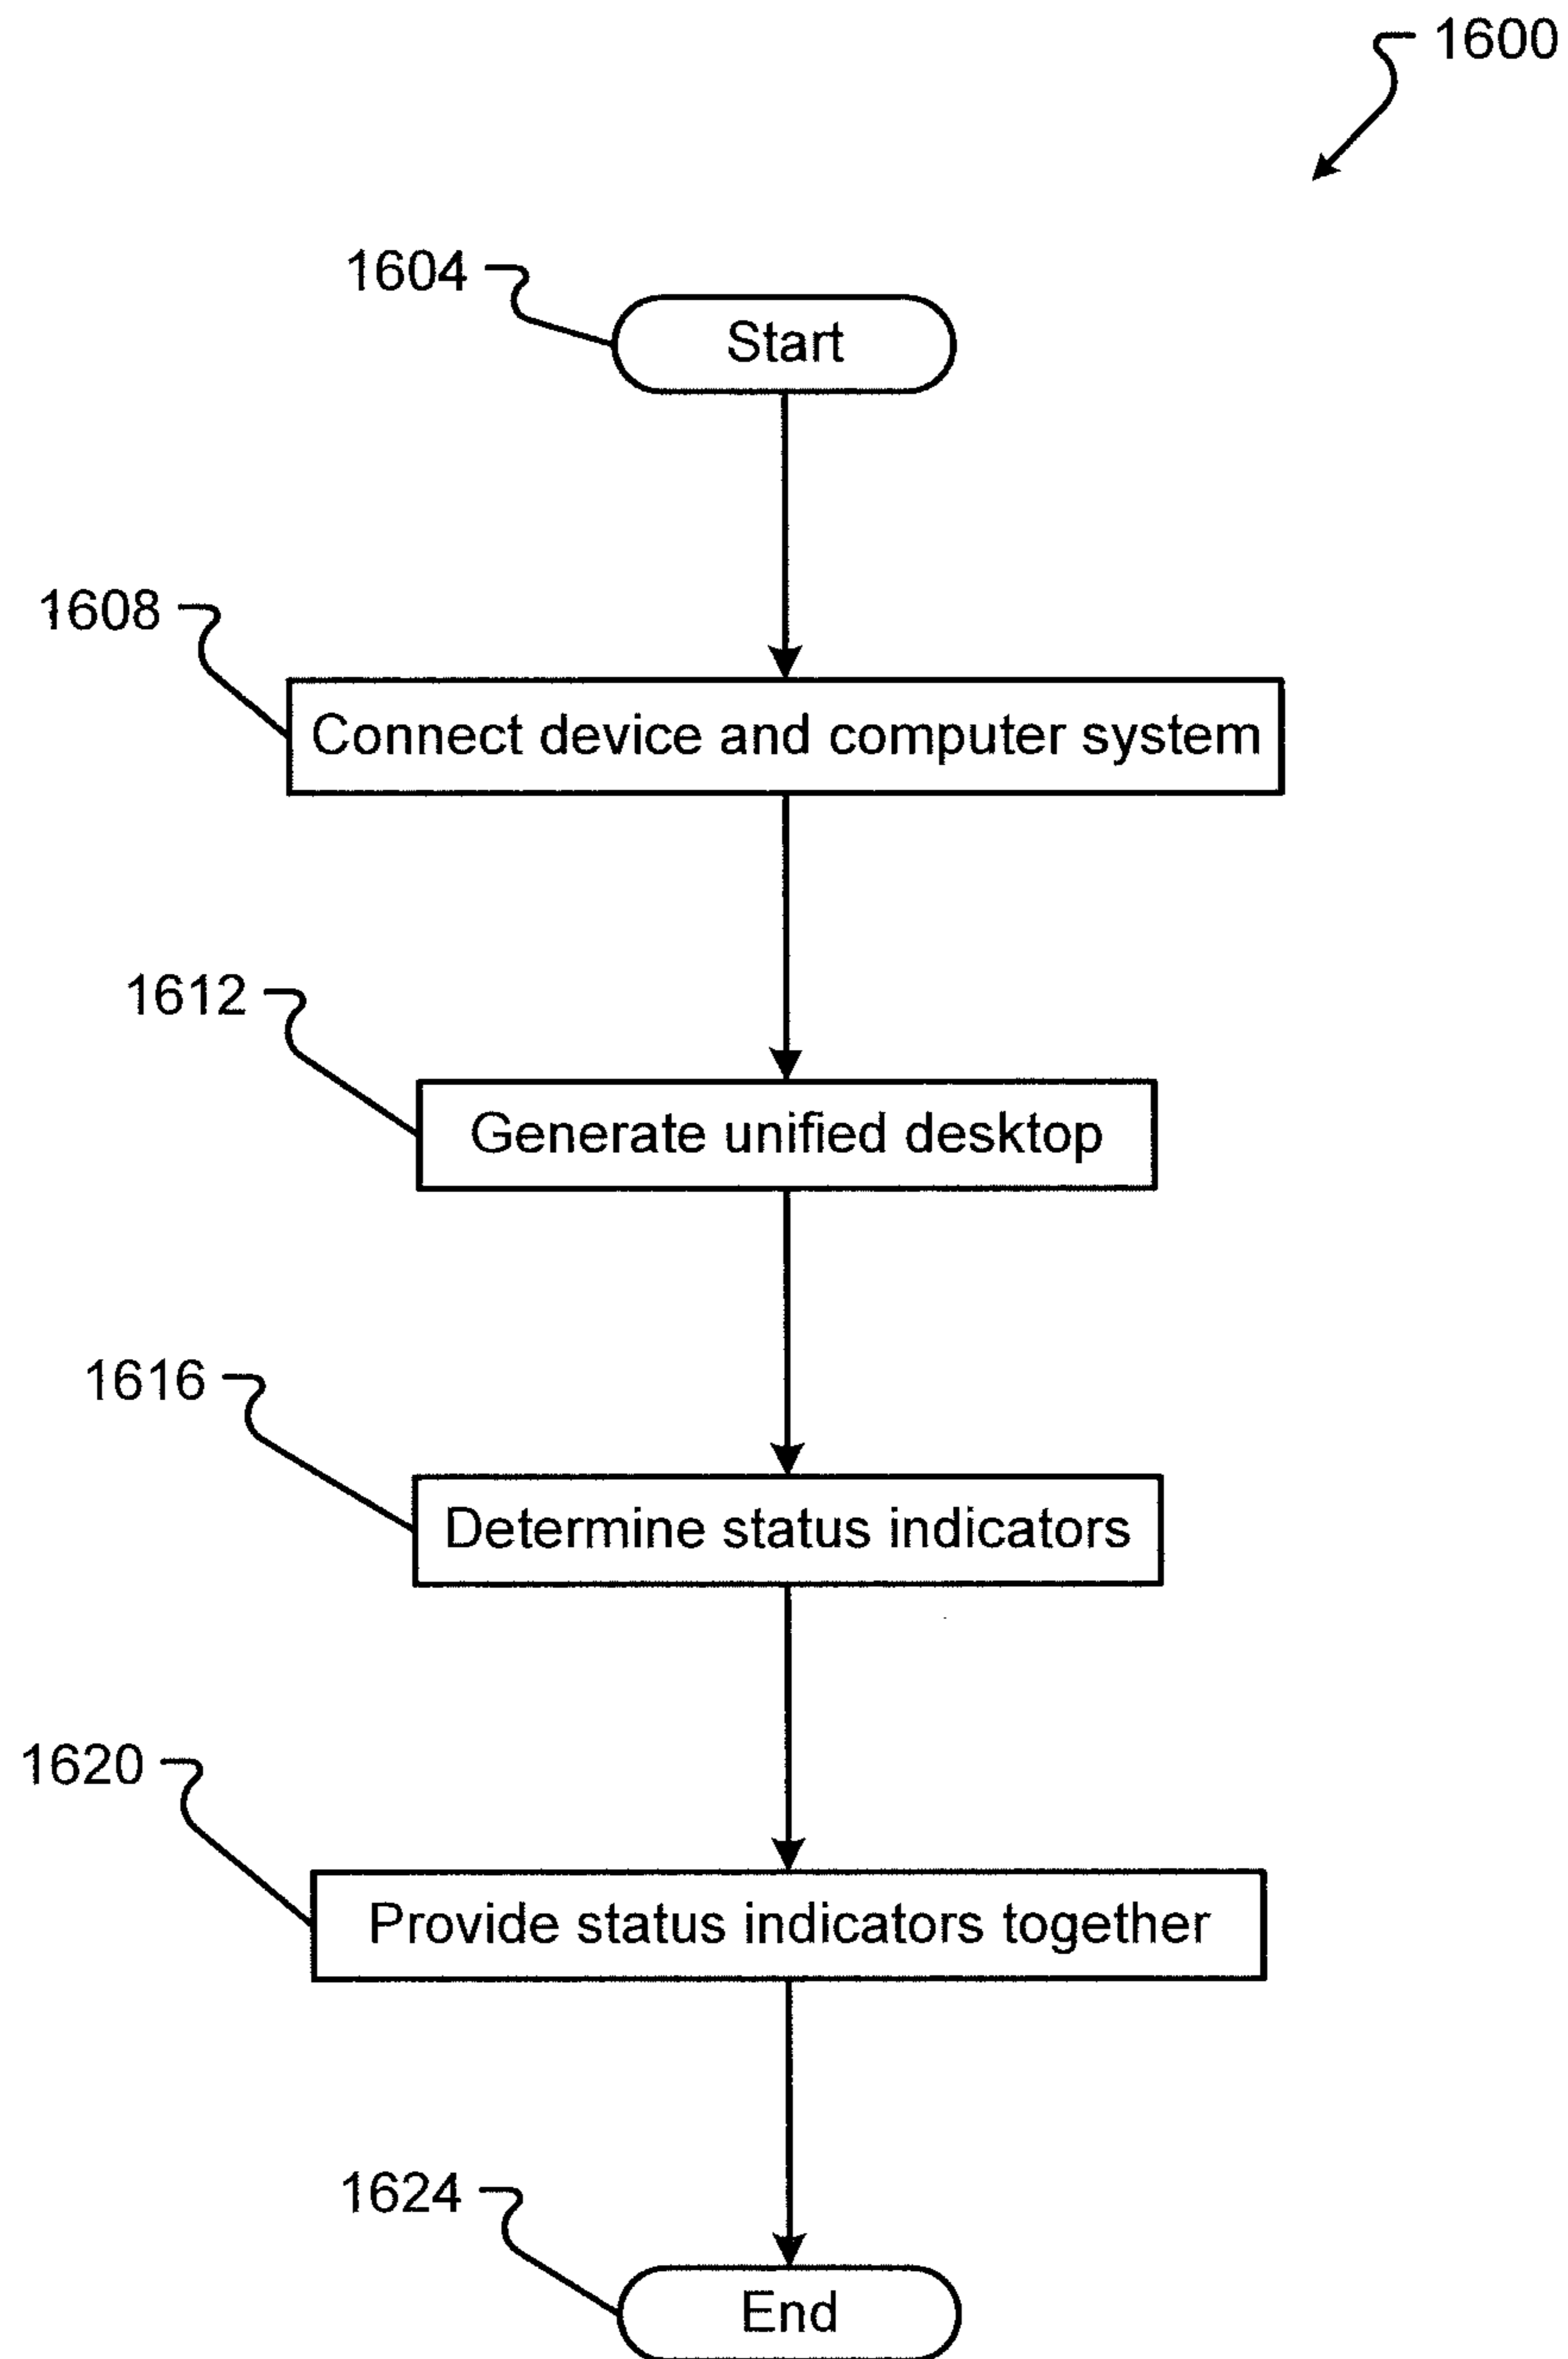 1600
1604
Start
1608
Connect device and computer system
1612
Generate unified desktop
1616
Determine status indicators
1620
Provide status indicators together
1624
End